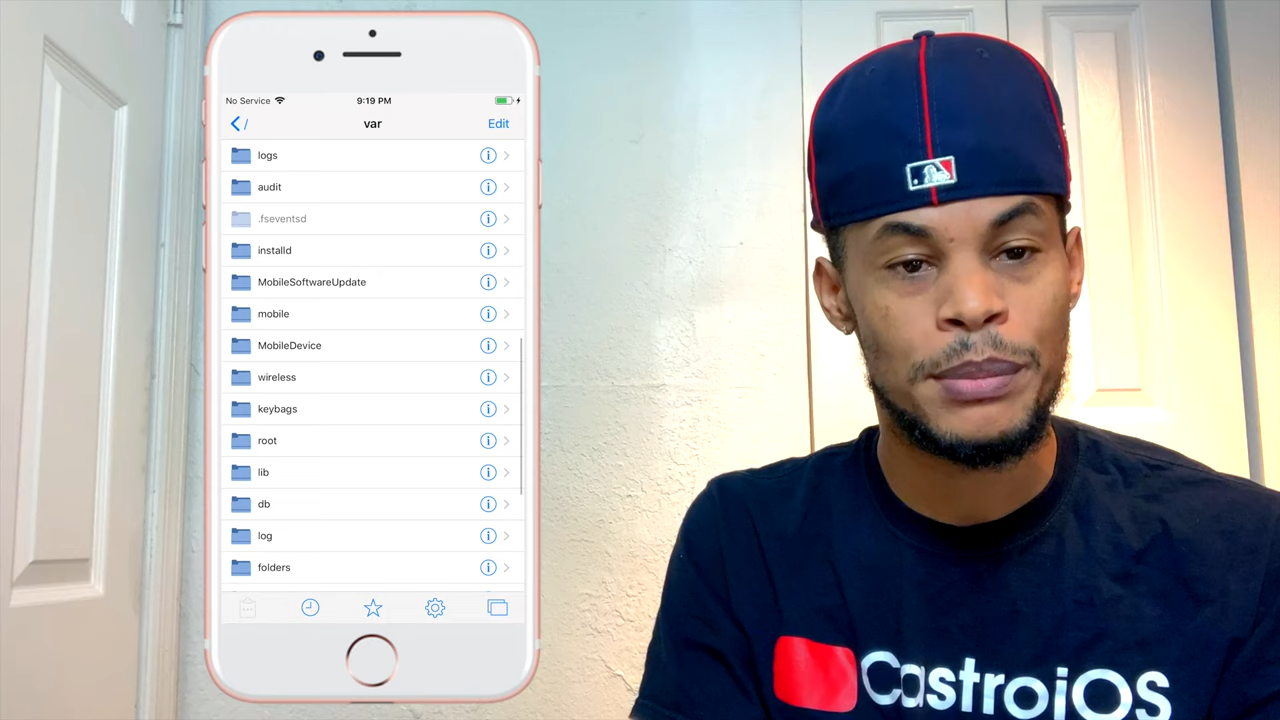 No Service
9:19 PM
/
var
Edit
logs
audit
.fseventsd
installd
MobileSoftwareUpdate
mobile
MobileDevice
wireless
keybags
root
lib
db
log
folders
CastroiOS